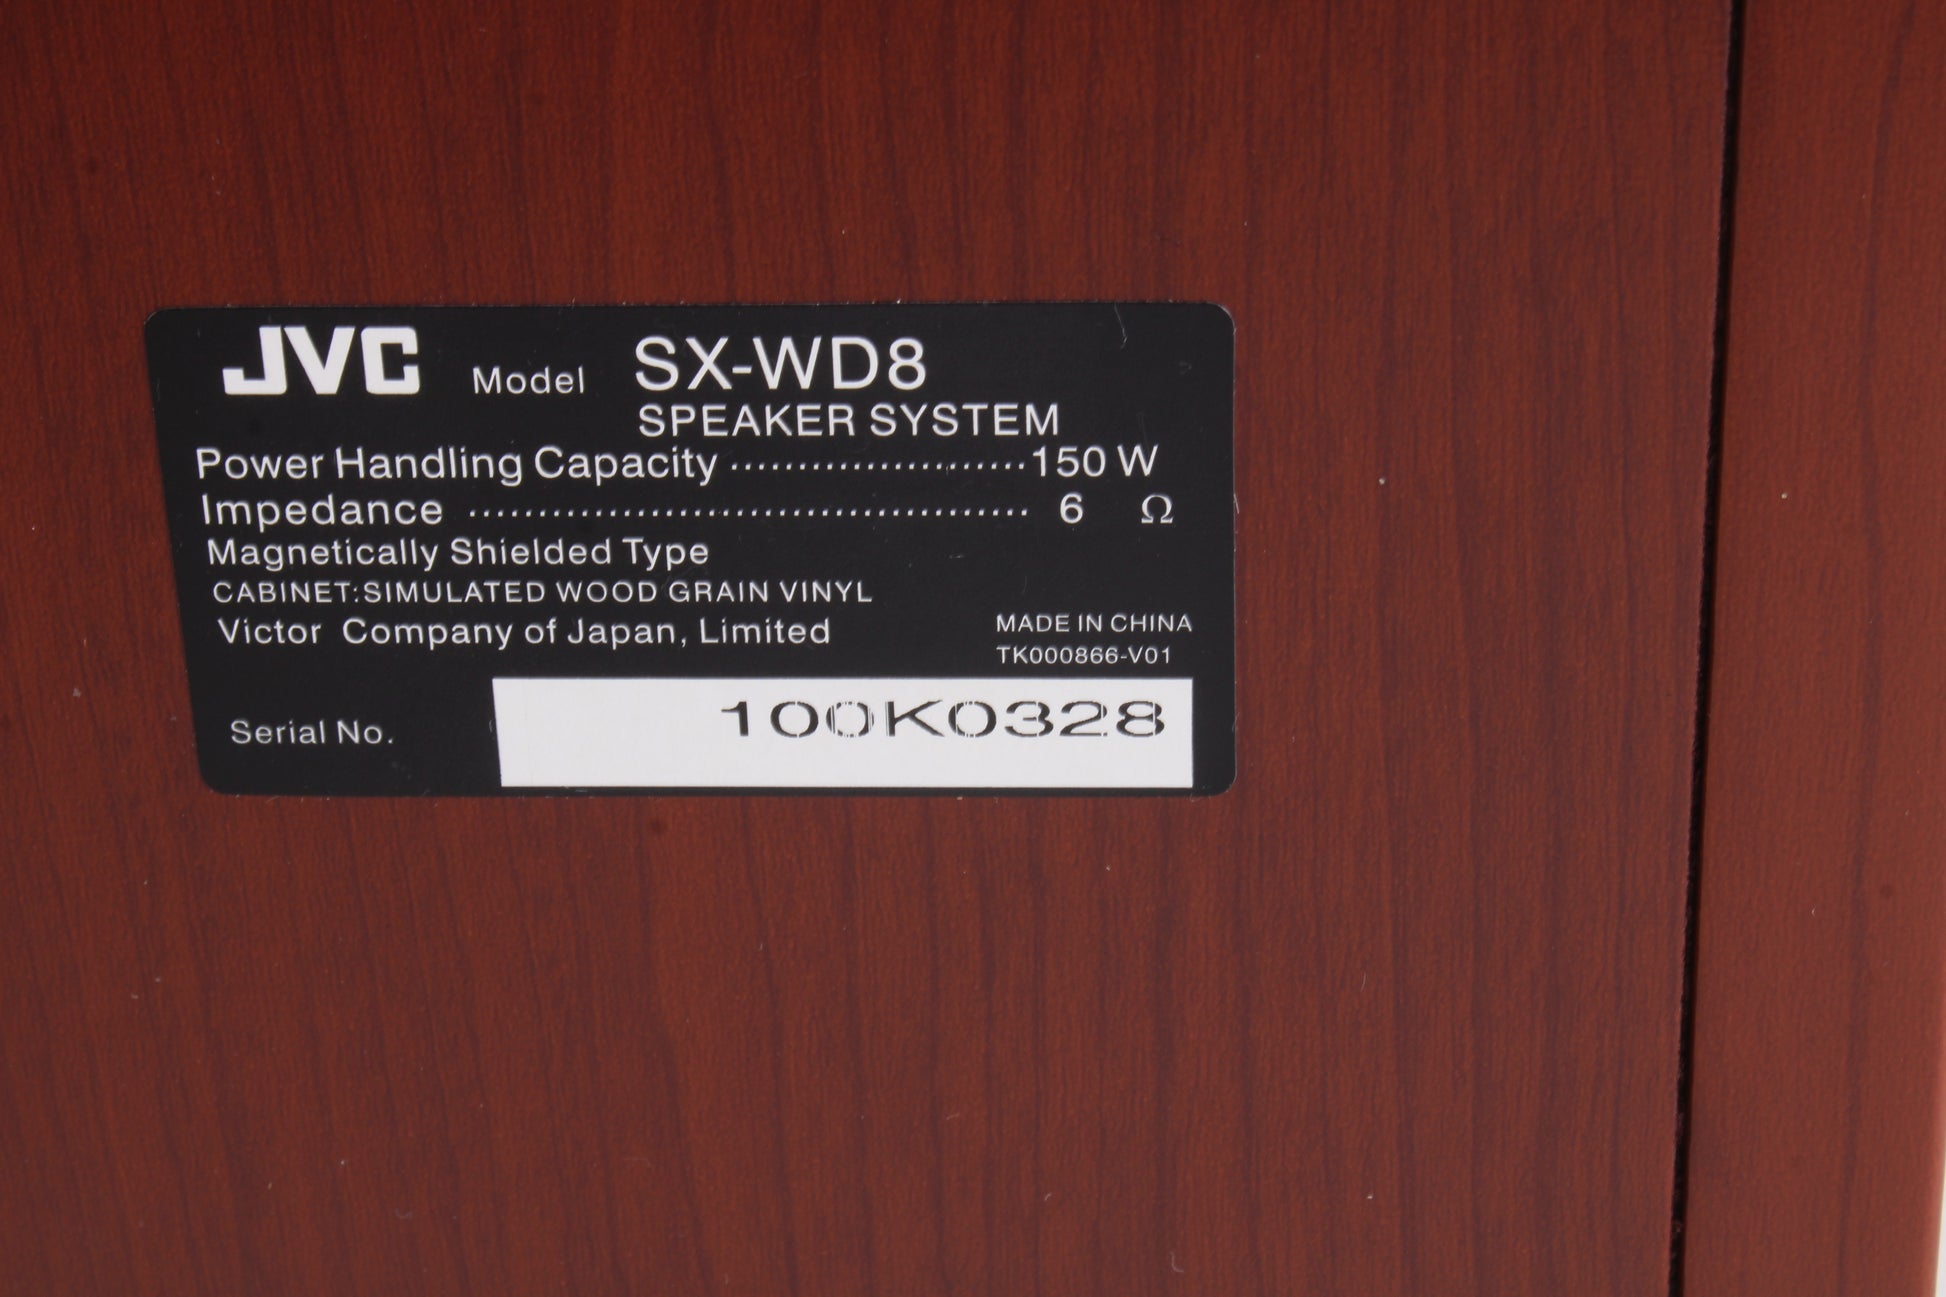 JVC Model SX-WD8
SPEAKER SYSTEM
Power Handling Capacity ························ 150 W
Impedance ········································ 6 Ω
Magnetically Shielded Type
CABINET:SIMULATED WOOD GRAIN VINYL
Victor Company of Japan, Limited
MADE IN CHINA
TK000866-V01
Serial No. 100K0328